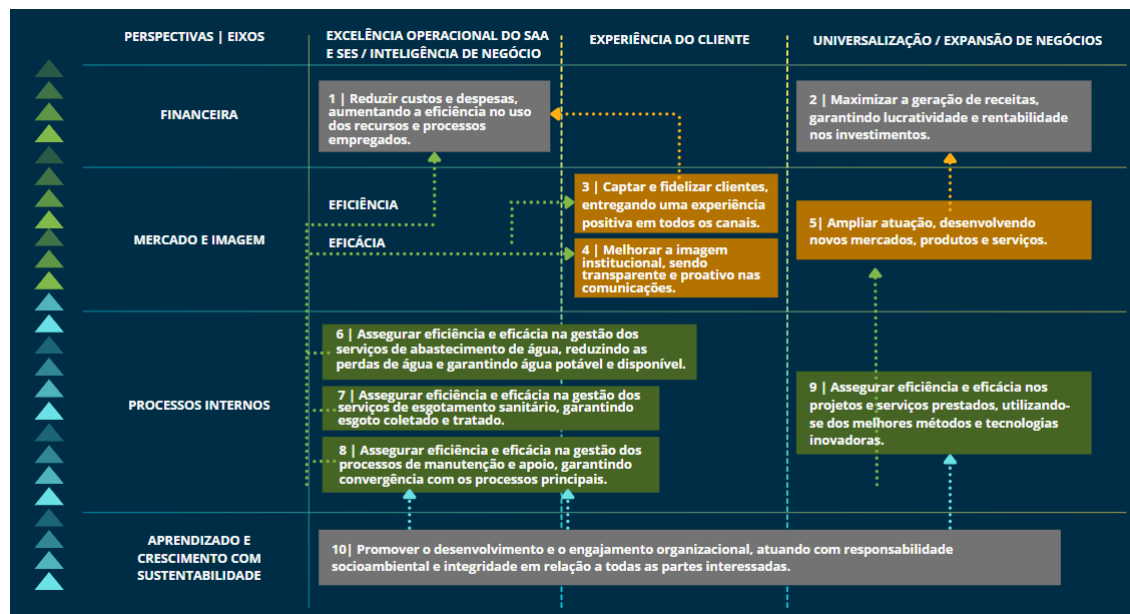 PERSPECTIVAS | EIXOS
EXCELÊNCIA OPERACIONAL DO SAA
E SES / INTELIGÊNCIA DE NEGÓCIO
EXPERIÊNCIA DO CLIENTE
UNIVERSALIZAÇÃO / EXPANSÃO DE NEGÓCIOS
FINANCEIRA
1 | Reduzir custos e despesas,
aumentando a eficiência no uso
dos recursos e processos
empregados.
2 | Maximizar a geração de receitas,
garantindo lucratividade e rentabilidade
nos investimentos.
MERCADO E IMAGEM
EFICIÊNCIA
EFICÁCIA
3 | Captar e fidelizar clientes,
entregando uma experiência
positiva em todos os canais.
4 | Melhorar a imagem
institucional, sendo
transparente e proativo nas
comunicações.
5 | Ampliar atuação, desenvolvendo
novos mercados, produtos e serviços.
PROCESSOS INTERNOS
6 | Assegurar eficiência e eficácia na gestão dos
serviços de abastecimento de água, reduzindo as
perdas de água e garantindo água potável e disponível.
7 | Assegurar eficiência e eficácia na gestão dos
serviços de esgotamento sanitário, garantindo
esgoto coletado e tratado.
8 | Assegurar eficiência e eficácia na gestão dos
processos de manutenção e apoio, garantindo
convergência com os processos principais.
9 | Assegurar eficiência e eficácia nos
projetos e serviços prestados, utilizando-
se dos melhores métodos e tecnologias
inovadoras.
APRENDIZADO E
CRESCIMENTO COM
SUSTENTABILIDADE
10| Promover o desenvolvimento e o engajamento organizacional, atuando com responsabilidade
socioambiental e integridade em relação a todas as partes interessadas.